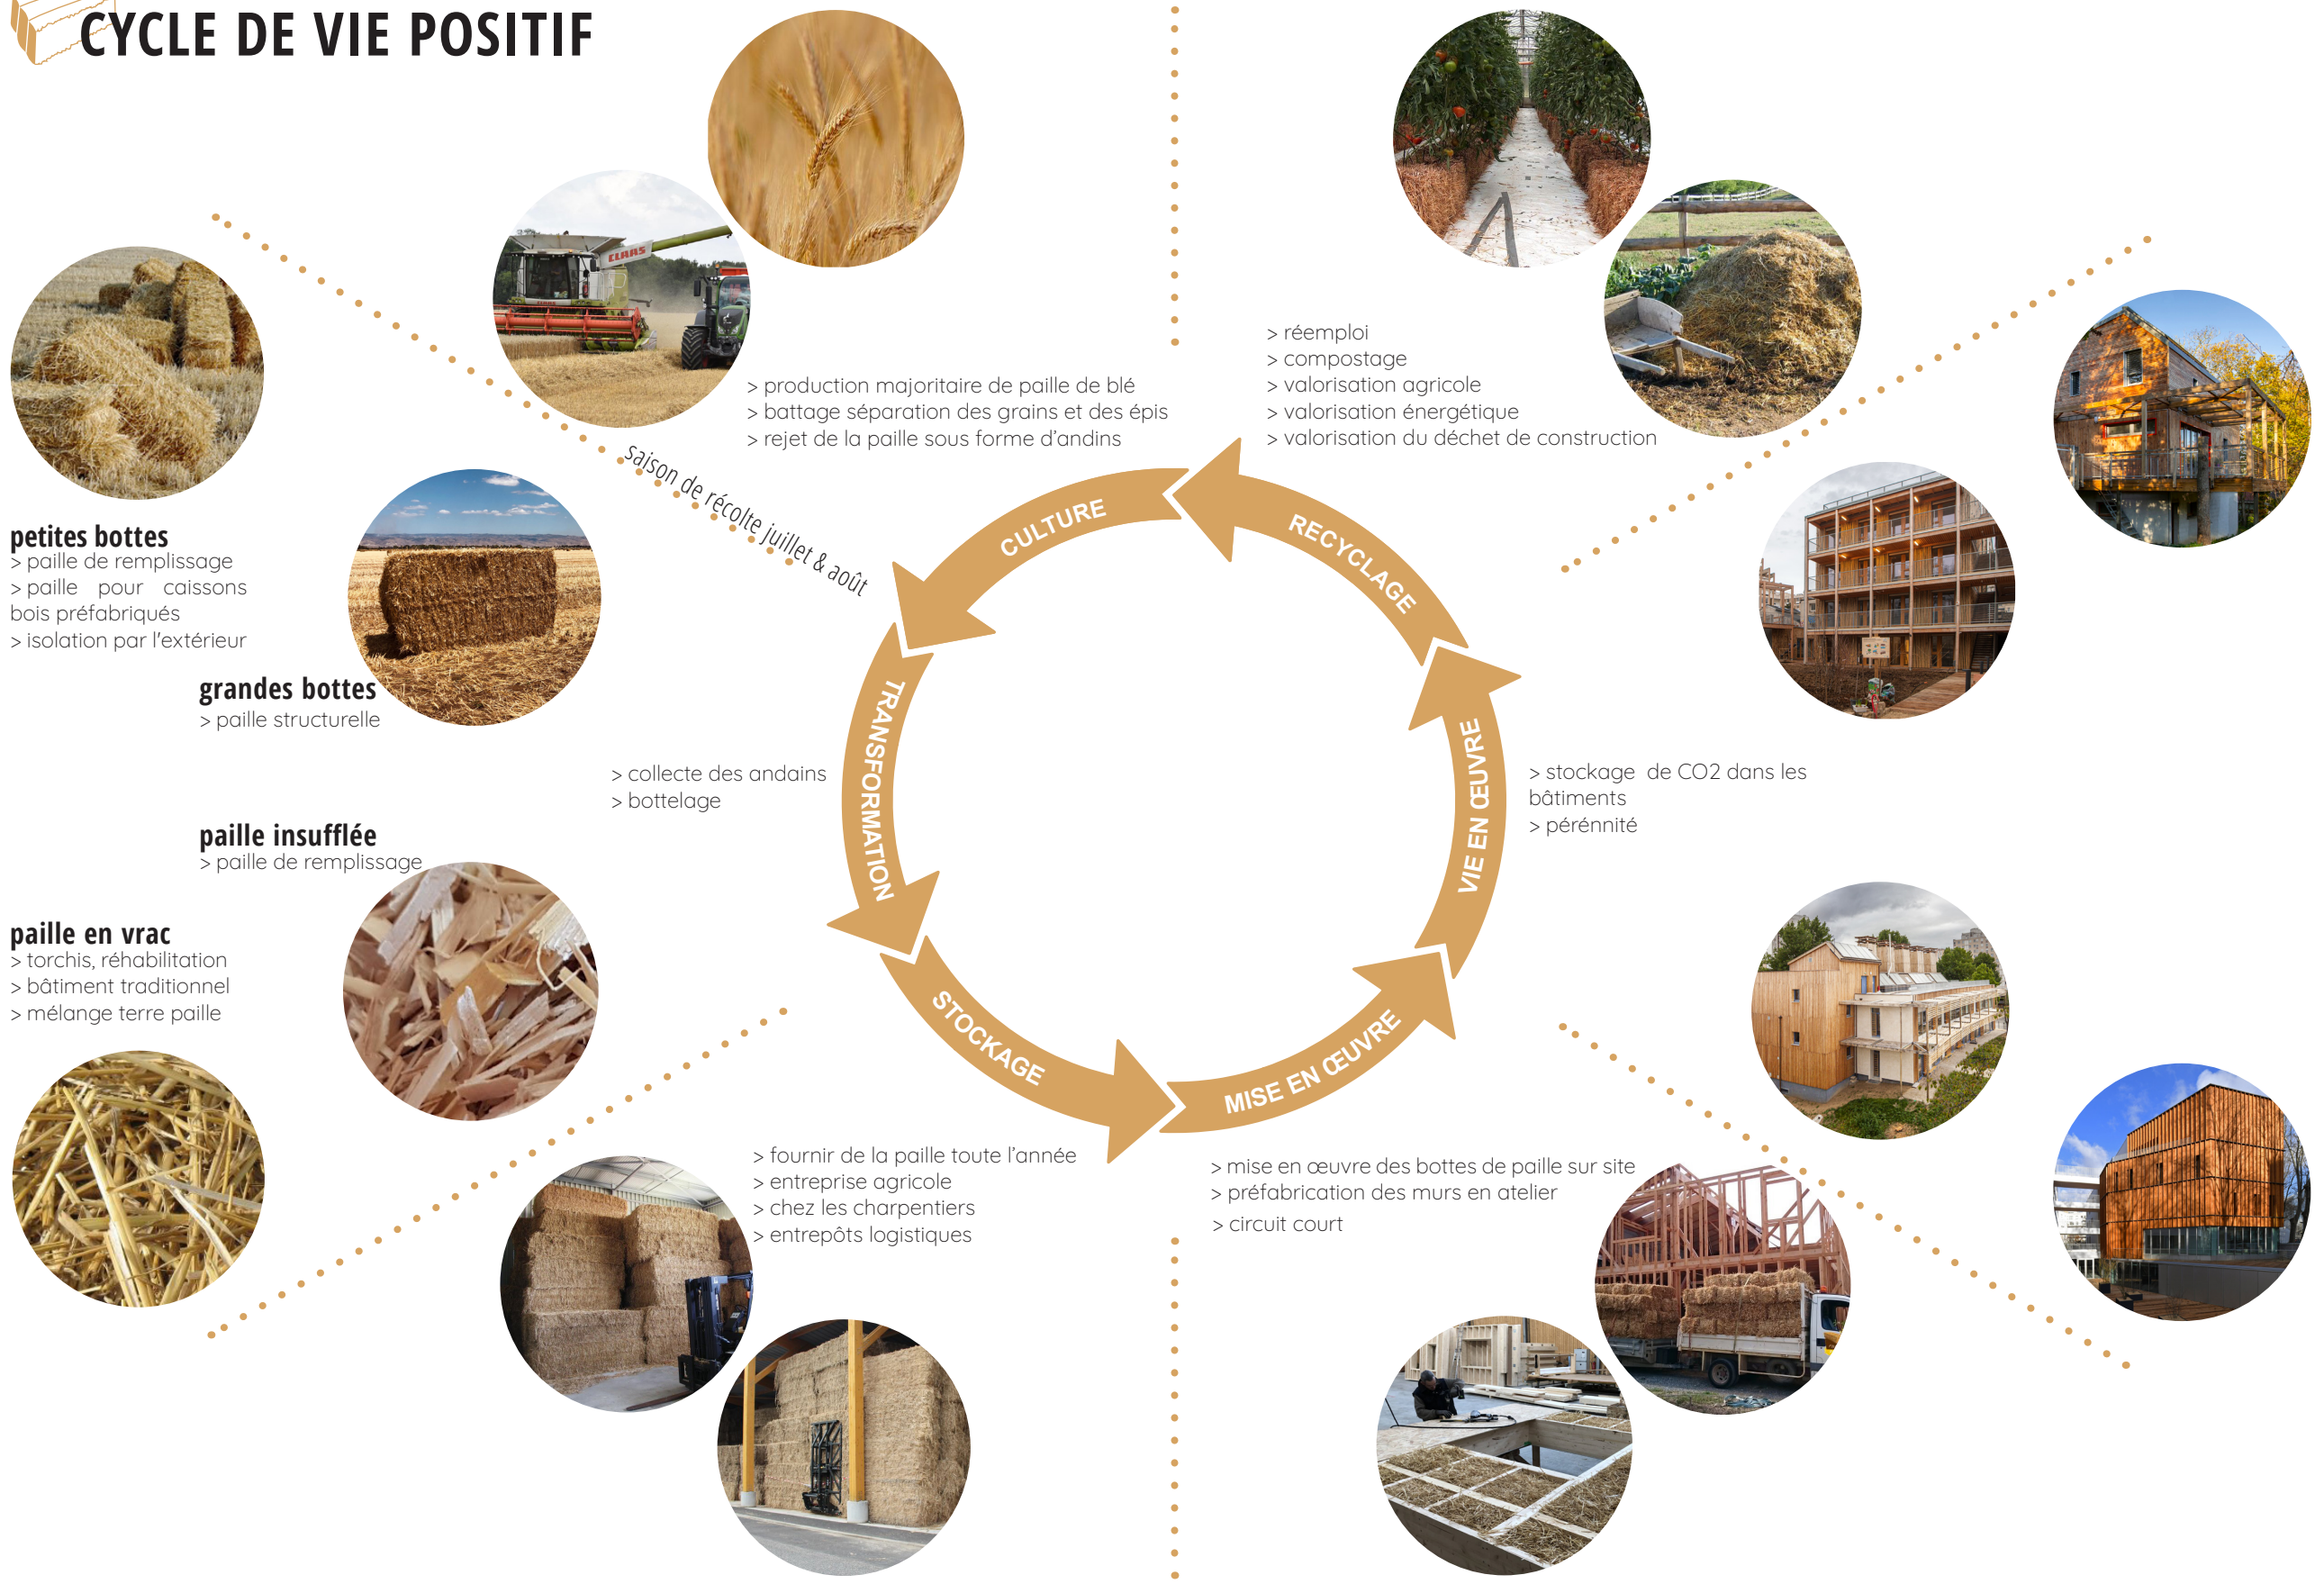 CYCLE DE VIE POSITIF
CLAAS
CLAAS
> production majoritaire de paille de blé
> battage séparation des grains et des épis
> rejet de la paille sous forme d'andins
> réemploi
> compostage
> valorisation agricole
> valorisation énergétique
> valorisation du déchet de construction
saison de récolte juillet & août
petites bottes
> paille de remplissage
> paille pour caissons
bois préfabriqués
> isolation par l'extérieur
grandes bottes
> paille structurelle
> collecte des andains
> bottelage
paille insufflée
> paille de remplissage
paille en vrac
> torchis, réhabilitation
> bâtiment traditionnel
> mélange terre paille
CULTURE
TRANSFORMATION
STOCKAGE
MISE EN ŒUVRE
VIE EN ŒUVRE
RECYCLAGE
> stockage de CO2 dans les
bâtiments
> pérénnité
> fournir de la paille toute l'année
> entreprise agricole
> chez les charpentiers
> entrepôts logistiques
> mise en œuvre des bottes de paille sur site
> préfabrication des murs en atelier
> circuit court